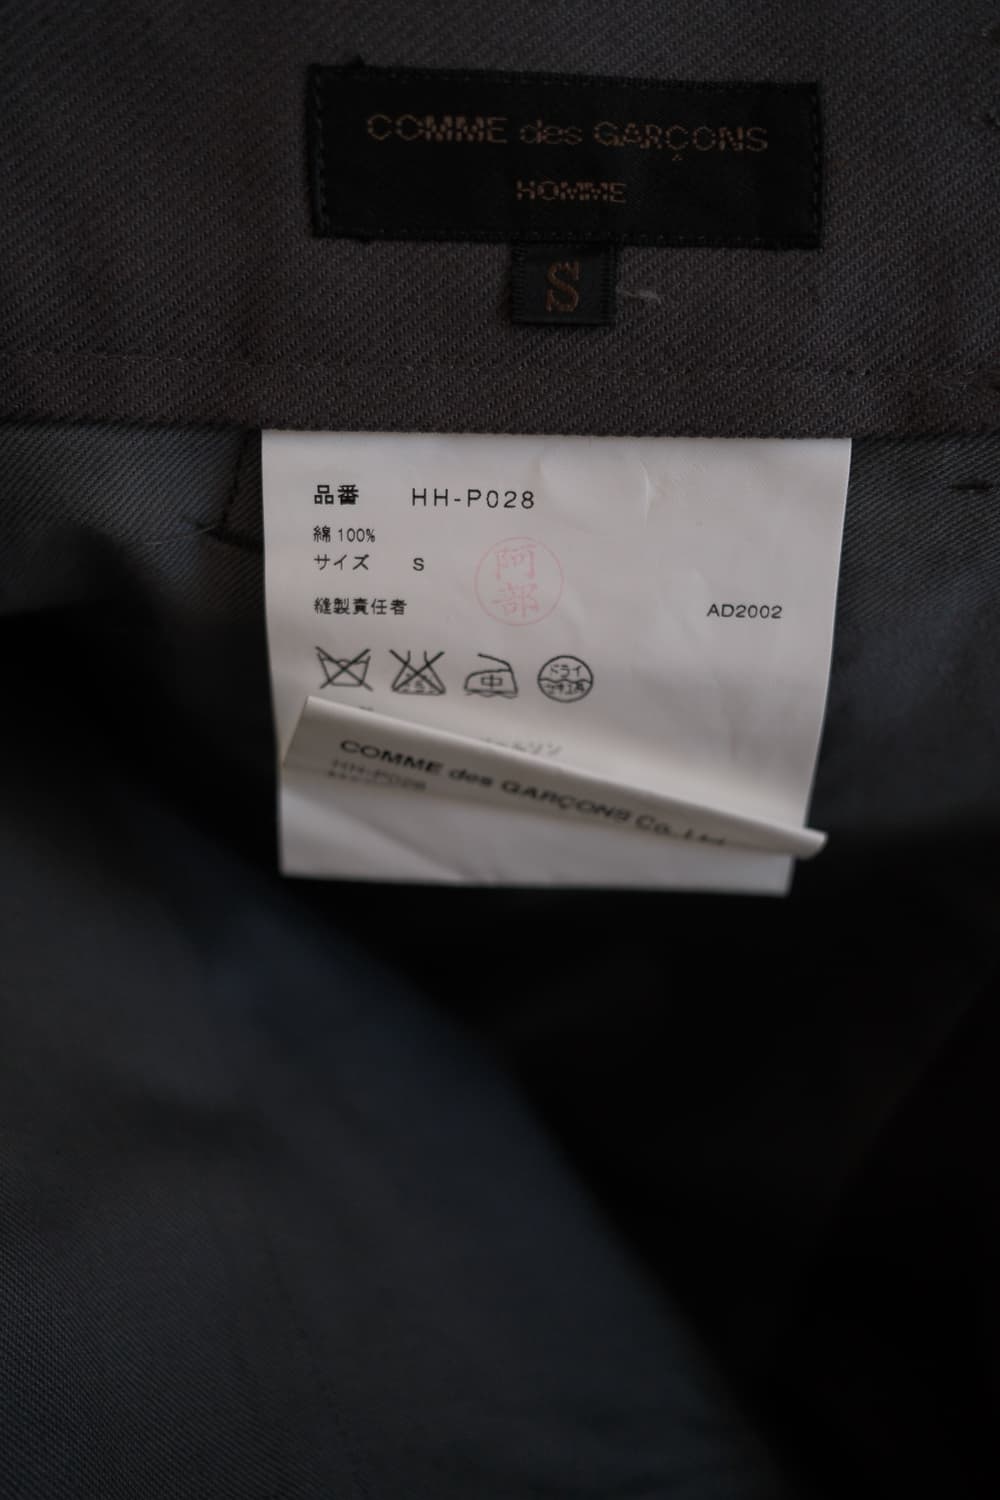 COMME des GARÇONS
HOMME
S
品番 HH-P028
綿 100%
サイズ S
阿部
縫製責任者
AD2002
中
ドライ
COMME des GARÇONS Co. Ltd
HH-P028